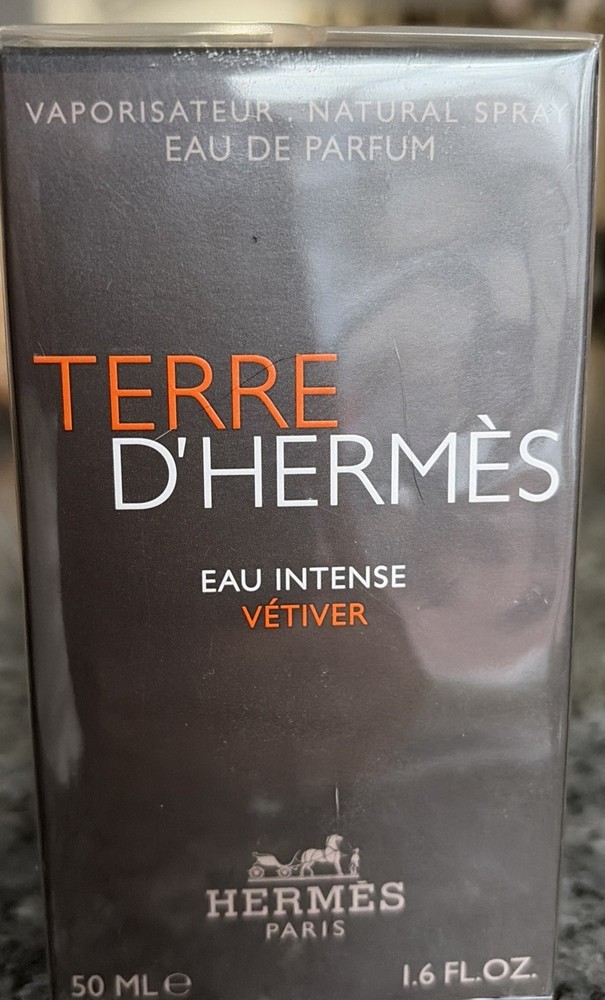 VAPORISATEUR . NATURAL SPRAY
EAU DE PARFUM
TERRE
D'HERMÈS
EAU INTENSE
VÉTIVER
HERMÈS
PARIS
50 ML ℮ 1.6 FL.OZ.